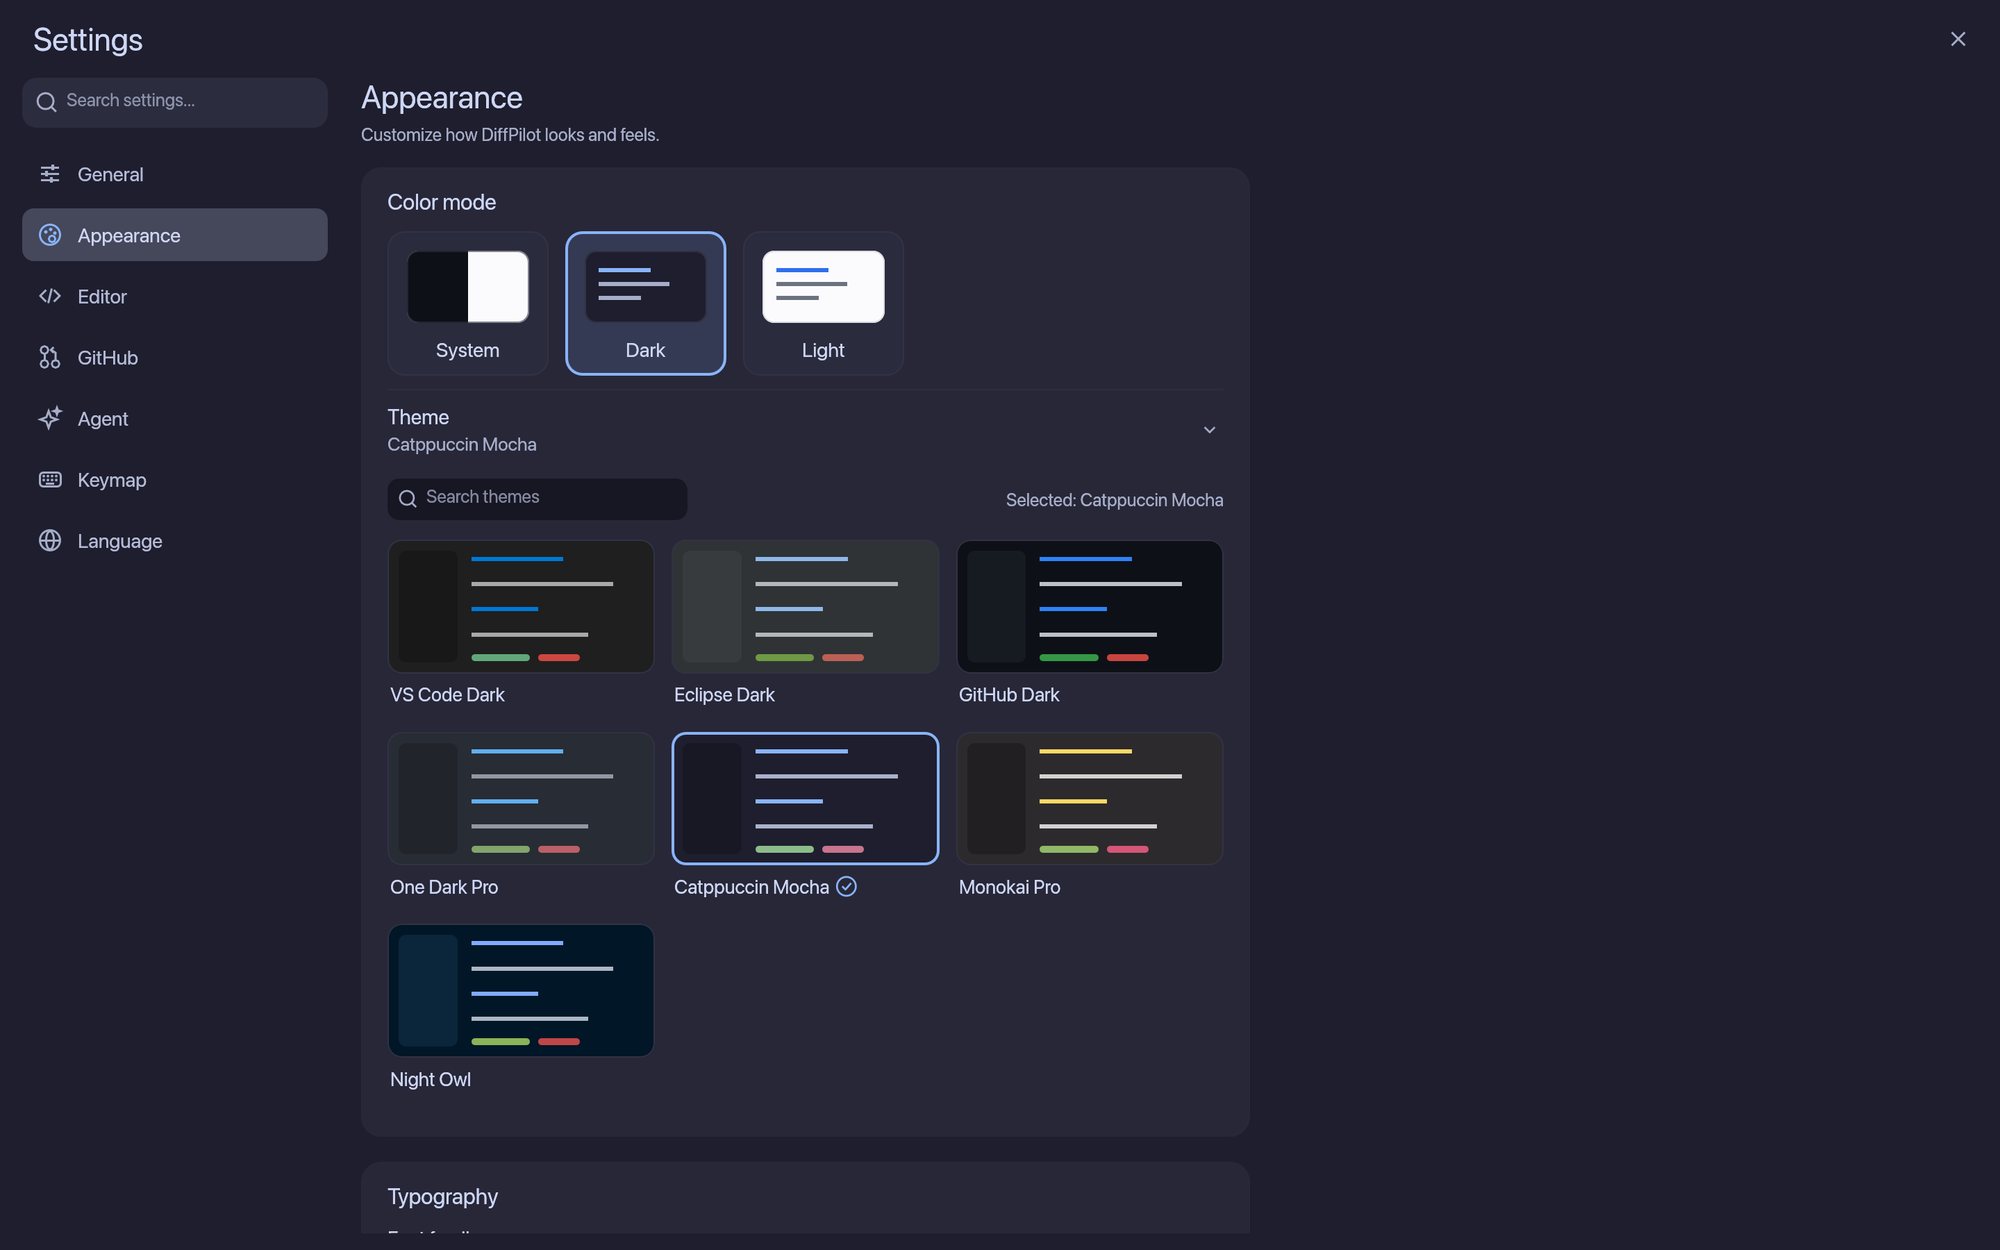 Settings
Search settings...
General
Appearance
Editor
GitHub
Agent
Keymap
Language
Appearance
Customize how DiffPilot looks and feels.
Color mode
System
Dark
Light
Theme
Catppuccin Mocha
Search themes
Selected: Catppuccin Mocha
VS Code Dark
Eclipse Dark
GitHub Dark
One Dark Pro
Catppuccin Mocha
Monokai Pro
Night Owl
Typography